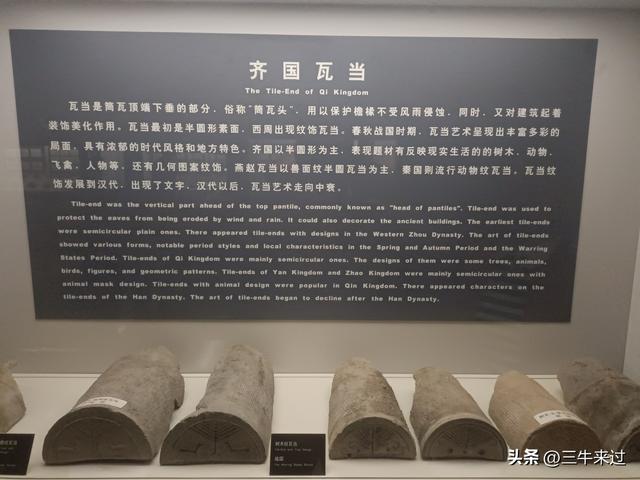 齐国瓦当
The Tile-End of Qi Kingdom
瓦当是筒瓦顶端下垂的部分，俗称"筒瓦头"，用以保护檐椽不受风雨侵蚀，同时，又对建筑起着
装饰美化作用。瓦当最初是半圆形素面，西周出现纹饰瓦当。春秋战国时期，瓦当艺术呈现出丰富多彩的
局面，具有浓郁的时代风格和地方特色。齐国以半圆形为主，表现题材有反映现实生活的的树木、动物、
飞禽、人物等，还有几何图案纹饰。燕赵瓦当以兽面纹半圆瓦当为主，秦国则流行动物纹瓦当。瓦当纹
饰发展到汉代，出现了文字，汉代以后，瓦当艺术走向中衰。
Tile-end was the vertical part ahead of the top pantile, commonly known as "head of pantiles". Tile-end was used to
protect the eaves from being eroded by wind and rain. It could also decorate the ancient buildings. The earliest tile-ends
were semicircular plain ones. There appeared tile-ends with designs in the Western Zhou Dynasty. The art of tile-ends
showed various forms, notable period styles and local characteristics in the Spring and Autumn Period and the Warring
States Period. Tile-ends of Qi Kingdom were mainly semicircular ones. The designs of them were some trees, animals,
birds, figures, and geometric patterns. Tile-ends of Yan Kingdom and Zhao Kingdom were mainly semicircular ones with
animal mask design. Tile-ends with animal design were popular in Qin Kingdom. There appeared characters on the
tile-ends of the Han Dynasty. The art of tile-ends began to decline after the Han Dynasty.
树木纹瓦当
战国
头条 @三牛来过